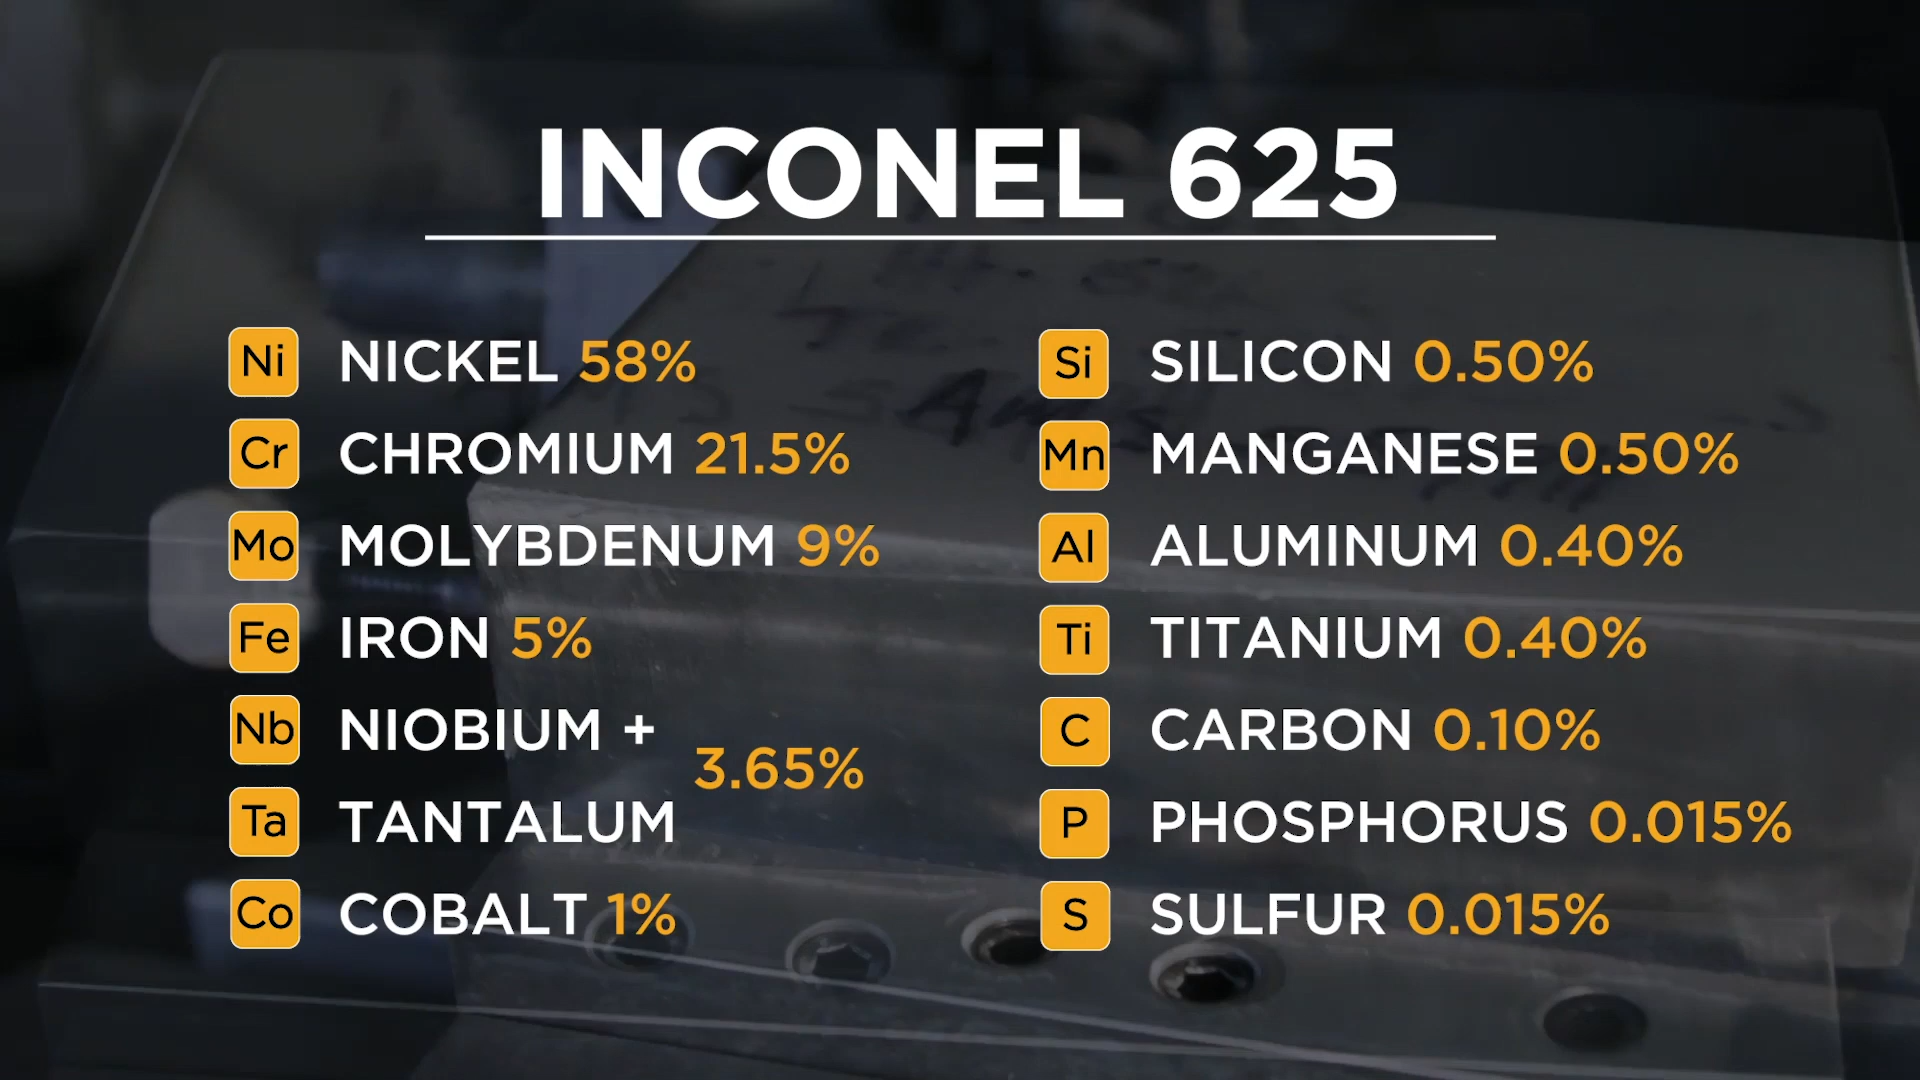 INCONEL 625
Ni NICKEL 58%
Cr CHROMIUM 21.5%
Mo MOLYBDENUM 9%
Fe IRON 5%
Nb NIOBIUM +
3.65%
Ta TANTALUM
Co COBALT 1%
Si SILICON 0.50%
Mn MANGANESE 0.50%
Al ALUMINUM 0.40%
Ti TITANIUM 0.40%
C CARBON 0.10%
P PHOSPHORUS 0.015%
S SULFUR 0.015%